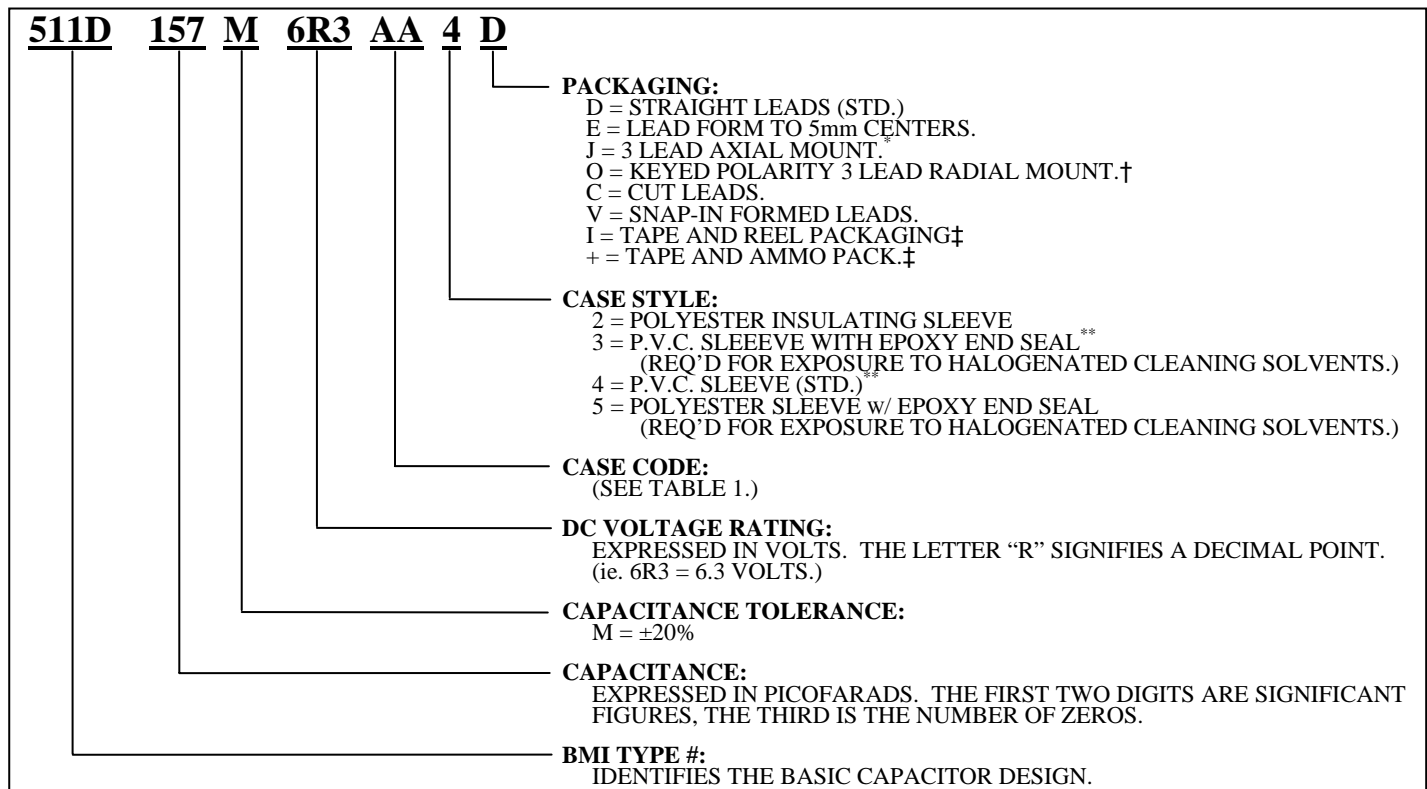 511D 157 M 6R3 AA 4 D
PACKAGING:
D = STRAIGHT LEADS (STD.)
E = LEAD FORM TO 5mm CENTERS.
J = 3 LEAD AXIAL MOUNT.*
O = KEYED POLARITY 3 LEAD RADIAL MOUNT.†
C = CUT LEADS.
V = SNAP-IN FORMED LEADS.
I = TAPE AND REEL PACKAGING‡
+ = TAPE AND AMMO PACK.‡
CASE STYLE:
2 = POLYESTER INSULATING SLEEVE
3 = P.V.C. SLEEEVE WITH EPOXY END SEAL**
(REQ’D FOR EXPOSURE TO HALOGENATED CLEANING SOLVENTS.)
4 = P.V.C. SLEEVE (STD.)**
5 = POLYESTER SLEEVE w/ EPOXY END SEAL
(REQ’D FOR EXPOSURE TO HALOGENATED CLEANING SOLVENTS.)
CASE CODE:
(SEE TABLE 1.)
DC VOLTAGE RATING:
EXPRESSED IN VOLTS. THE LETTER “R” SIGNIFIES A DECIMAL POINT.
(ie. 6R3 = 6.3 VOLTS.)
CAPACITANCE TOLERANCE:
M = ±20%
CAPACITANCE:
EXPRESSED IN PICOFARADS. THE FIRST TWO DIGITS ARE SIGNIFICANT
FIGURES, THE THIRD IS THE NUMBER OF ZEROS.
BMI TYPE #:
IDENTIFIES THE BASIC CAPACITOR DESIGN.